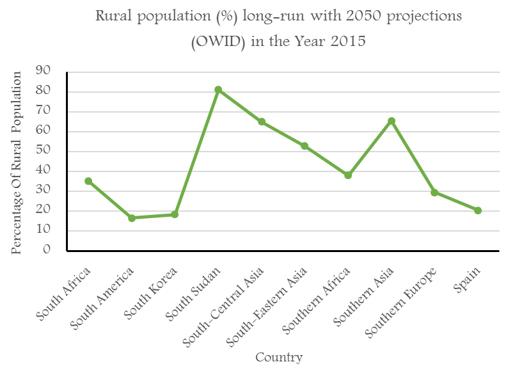 Rural population (%) long-run with 2050 projections
(OWID) in the Year 2015
Percentage Of Rural Population
90
80
70
60
50
40
30
20
10
0
South Africa
South America
South Korea
South Sudan
South-Central Asia
South-Eastern Asia
Southern Africa
Southern Asia
Southern Europe
Spain
Country